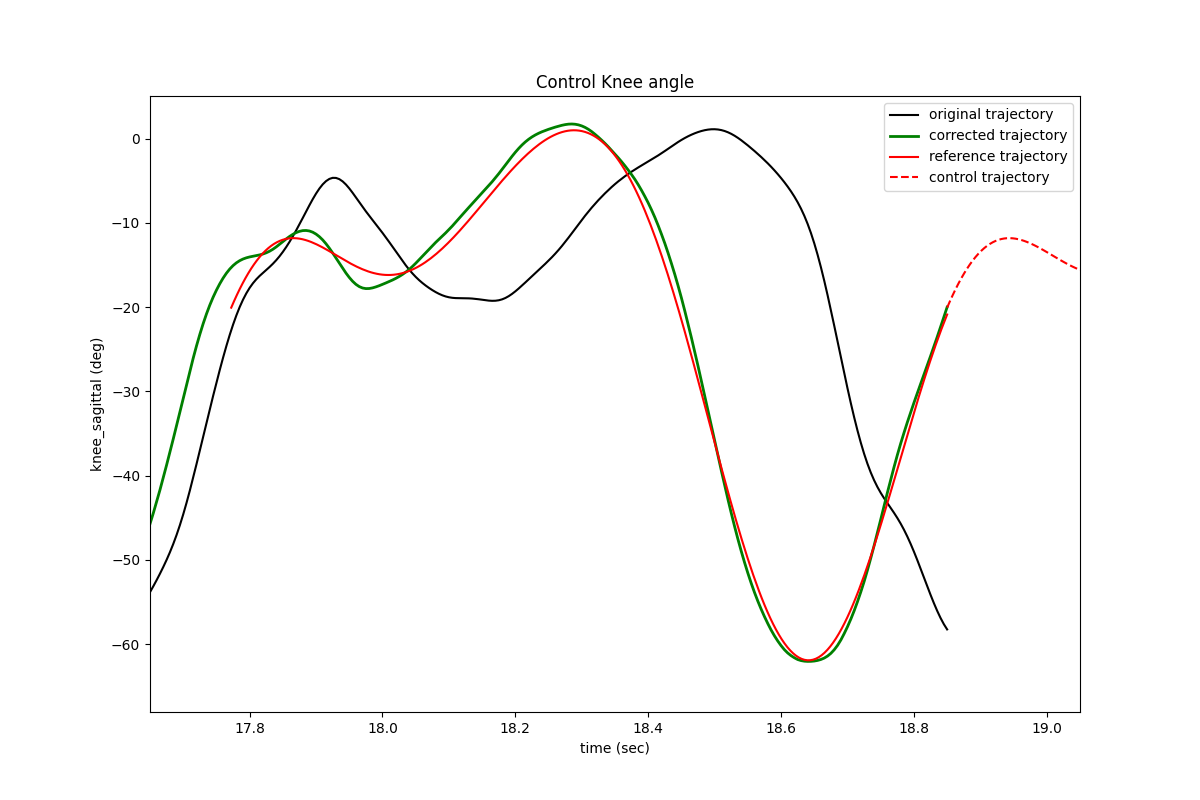 Control Knee angle
original trajectory
corrected trajectory
reference trajectory
control trajectory
knee_sagittal (deg)
0
−10
−20
−30
−40
−50
−60
17.8 18.0 18.2 18.4 18.6 18.8 19.0
time (sec)